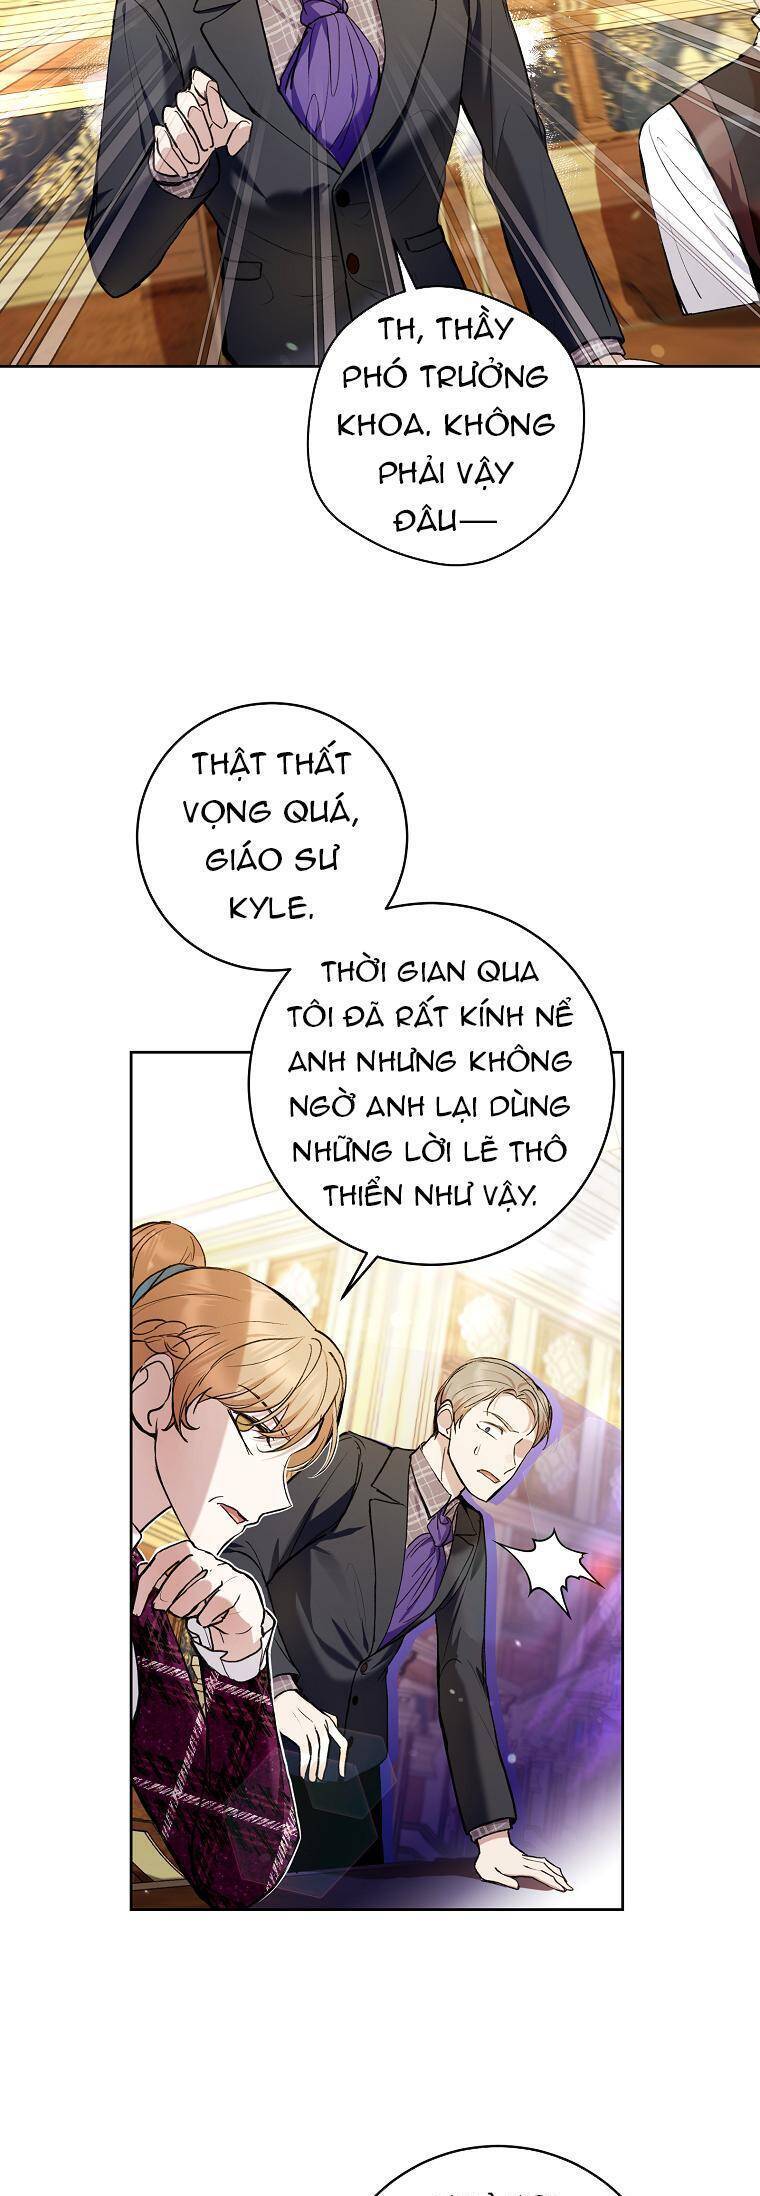 TH, THẦY
PHÓ TRƯỞNG
KHOA. KHÔNG
PHẢI VẬY
ĐÂU—
THẬT THẤT
VỌNG QUÁ,
GIÁO SƯ
KYLE.
THỜI GIAN QUA
TÔI ĐÃ RẤT KÍNH NỂ
ANH NHƯNG KHÔNG
NGỜ ANH LẠI DÙNG
NHỮNG LỜI LẼ THÔ
THIỂN NHƯ VẬY.